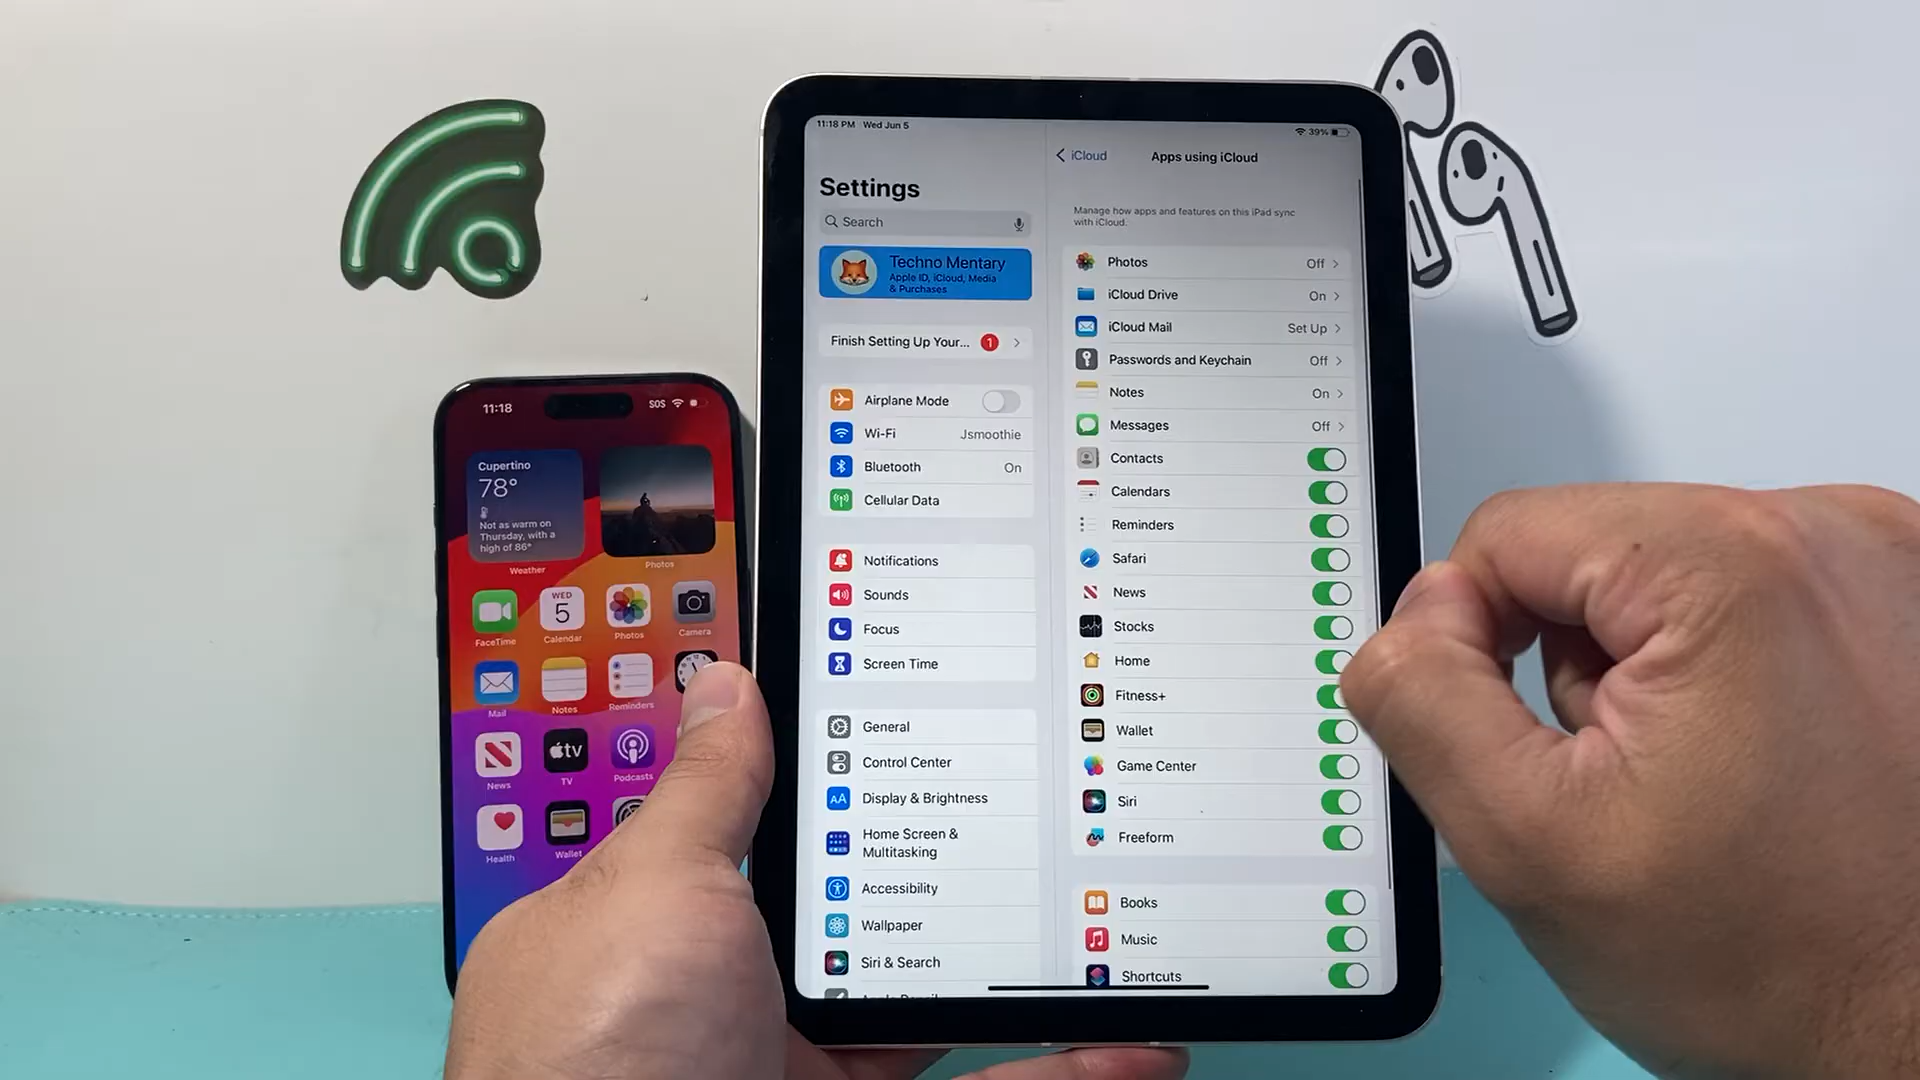 11:18 PM Wed Jun 5
39%
Settings
Search
Techno Mentary
Apple ID, iCloud, Media
& Purchases
Finish Setting Up Your... 1
Airplane Mode
Wi-Fi Jsmoothie
Bluetooth On
Cellular Data
Notifications
Sounds
Focus
Screen Time
General
Control Center
AA Display & Brightness
Home Screen &
Multitasking
Accessibility
Wallpaper
Siri & Search
iCloud Apps using iCloud
Manage how apps and features on this iPad sync
with iCloud.
Photos Off
iCloud Drive On
iCloud Mail Set Up
Passwords and Keychain Off
Notes On
Messages Off
Contacts
Calendars
Reminders
Safari
News
Stocks
Home
Fitness+
Wallet
Game Center
Siri
Freeform
Books
Music
Shortcuts
11:18 SOS
Cupertino
78°
Not as warm on
Thursday, with a
high of 86°
Weather Photos
WED
5
FaceTime Calendar Photos Camera
Mail Notes Reminders
tv
News TV Podcasts
Health Wallet